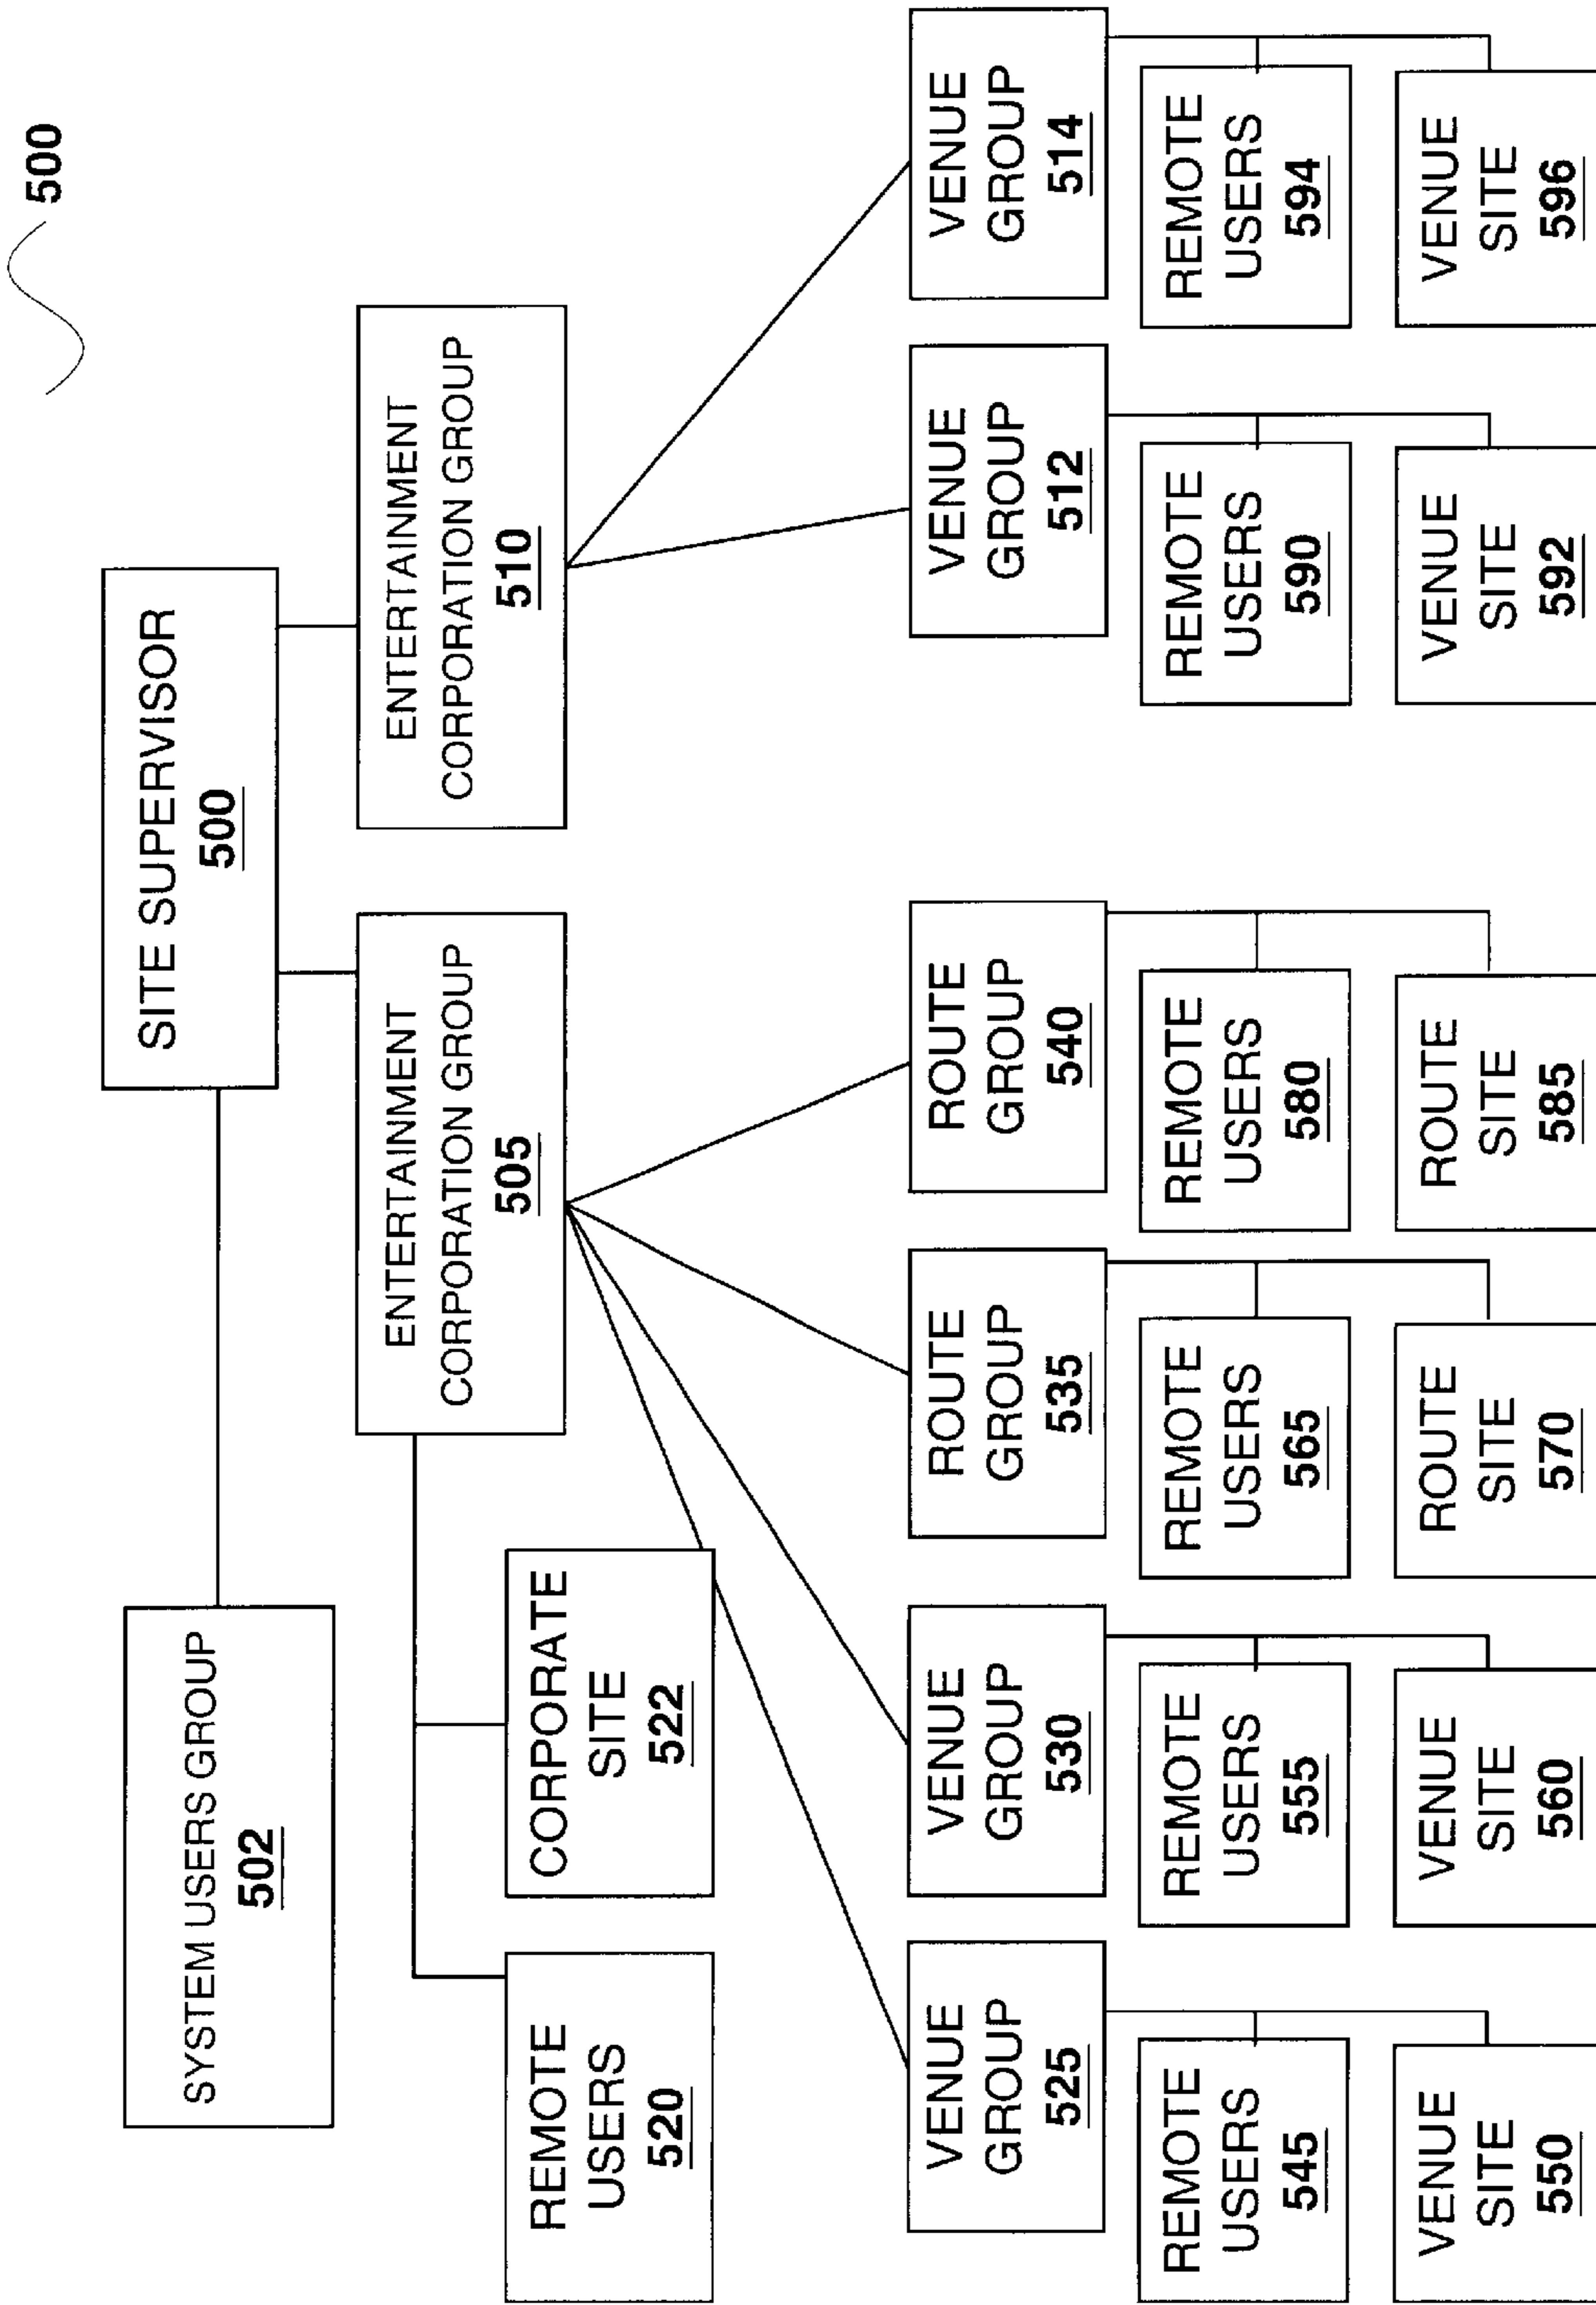 500
SITE SUPERVISOR
500
SYSTEM USERS GROUP
502
ENTERTAINMENT
CORPORATION GROUP
505
ENTERTAINMENT
CORPORATION GROUP
510
REMOTE
USERS
520
CORPORATE
SITE
522
VENUE
GROUP
525
VENUE
GROUP
530
ROUTE
GROUP
535
ROUTE
GROUP
540
VENUE
GROUP
512
VENUE
GROUP
514
REMOTE
USERS
545
REMOTE
USERS
555
REMOTE
USERS
565
REMOTE
USERS
580
REMOTE
USERS
590
REMOTE
USERS
594
VENUE
SITE
550
VENUE
SITE
560
ROUTE
SITE
570
ROUTE
SITE
585
VENUE
SITE
592
VENUE
SITE
596